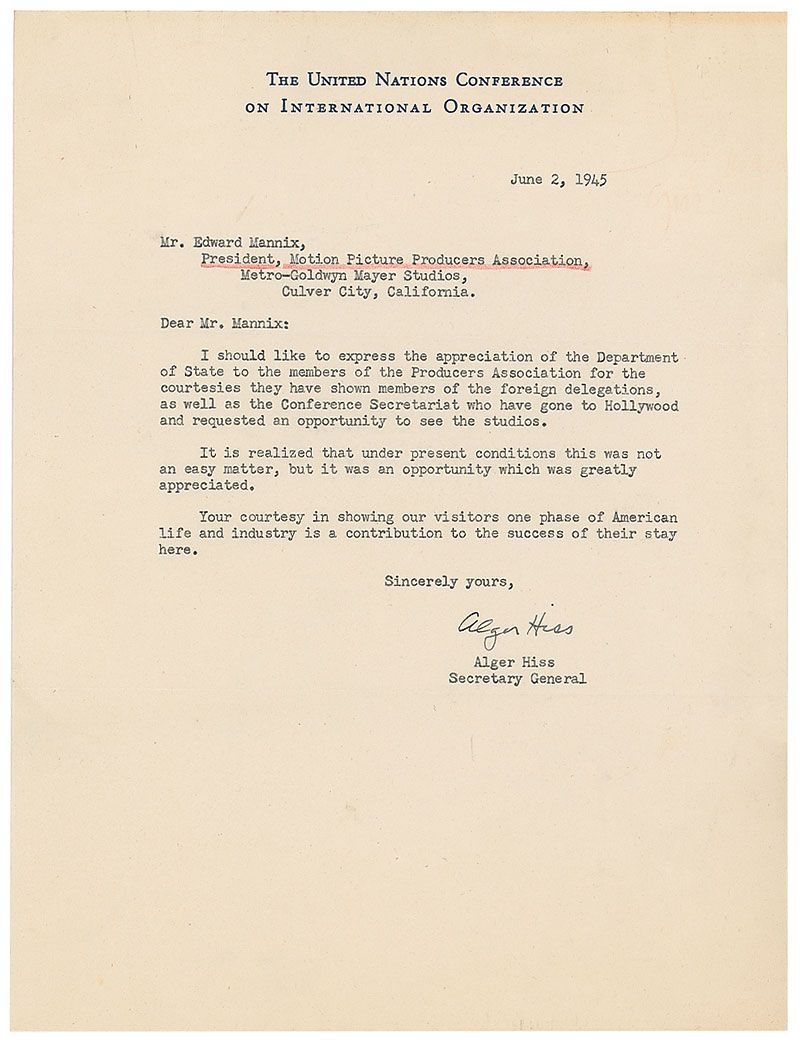 The United Nations Conference
on International Organization
June 2, 1945
Mr. Edward Mannix,
President, Motion Picture Producers Association,
Metro-Goldwyn Mayer Studios,
Culver City, California.
Dear Mr. Mannix:
I should like to express the appreciation of the Department
of State to the members of the Producers Association for the
courtesies they have shown members of the foreign delegations,
as well as the Conference Secretariat who have gone to Hollywood
and requested an opportunity to see the studios.
It is realized that under present conditions this was not
an easy matter, but it was an opportunity which was greatly
appreciated.
Your courtesy in showing our visitors one phase of American
life and industry is a contribution to the success of their stay
here.
Sincerely yours,
Alger Hiss
Alger Hiss
Secretary General